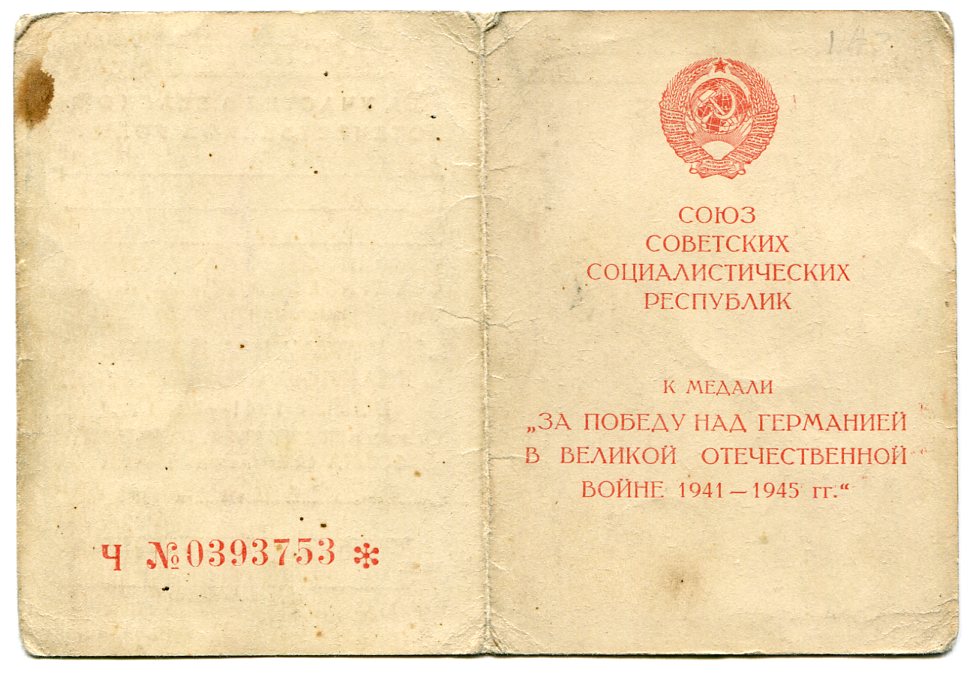 Ч №0393753 *
СОЮЗ
СОВЕТСКИХ
СОЦИАЛИСТИЧЕСКИХ
РЕСПУБЛИК
К МЕДАЛИ
„ЗА ПОБЕДУ НАД ГЕРМАНИЕЙ
В ВЕЛИКОЙ ОТЕЧЕСТВЕННОЙ
ВОЙНЕ 1941—1945 гг.“